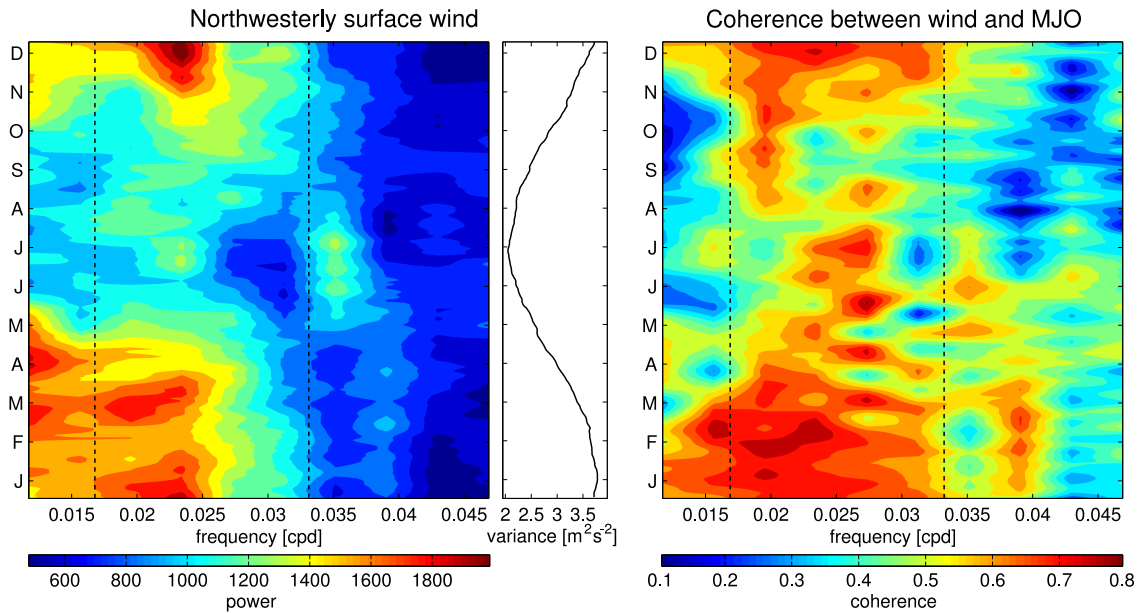 Northwesterly surface wind
Coherence between wind and MJO
D
N
O
S
A
J
J
M
A
M
F
J
0.015 0.02 0.025 0.03 0.035 0.04 0.045
frequency [cpd]
600 800 1000 1200 1400 1600 1800
power
2 2.5 3 3.5
variance [m²s⁻²]
D
N
O
S
A
J
J
M
A
M
F
J
0.015 0.02 0.025 0.03 0.035 0.04 0.045
frequency [cpd]
0.1 0.2 0.3 0.4 0.5 0.6 0.7 0.8
coherence